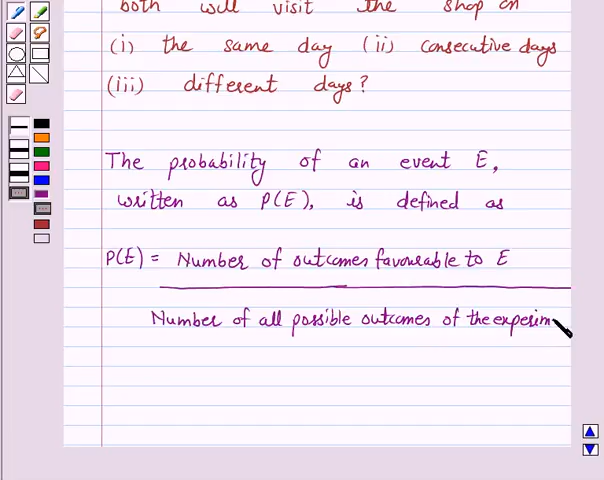 both will visit the shop on
(i) the same day (ii) consecutive days
(iii) different days?
The probability of an event E,
written as P(E), is defined as
P(E) = Number of outcomes favourable to E
Number of all possible outcomes of the experim